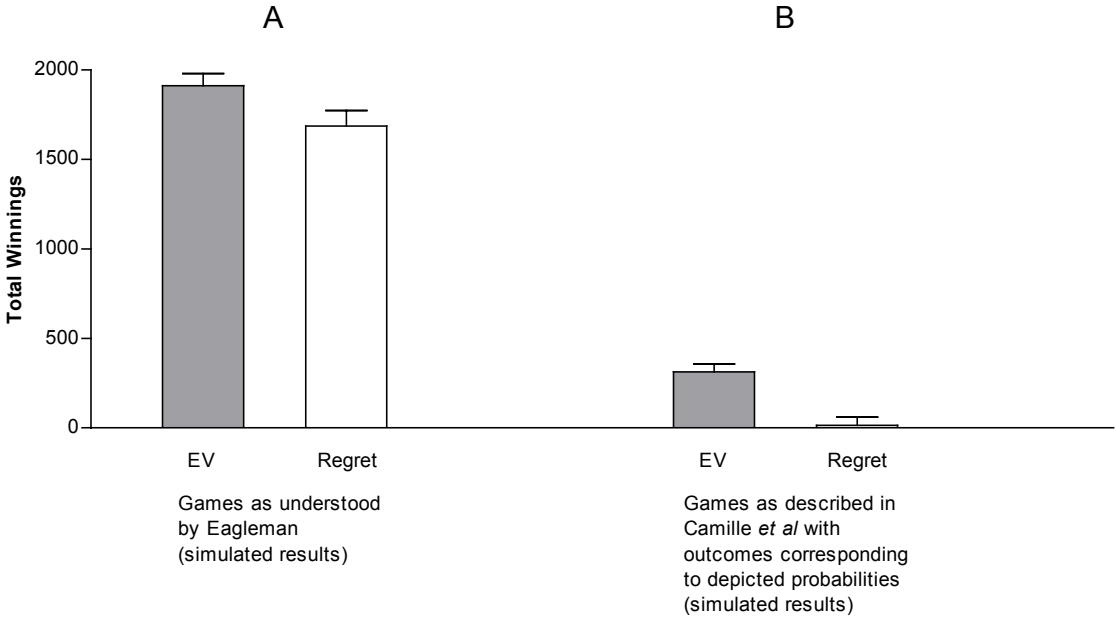 A
B
Total Winnings
2000
1500
1000
500
0
EV
Regret
Games as understood
by Eagleman
(simulated results)
EV
Regret
Games as described in
Camille et al with
outcomes corresponding
to depicted probabilities
(simulated results)